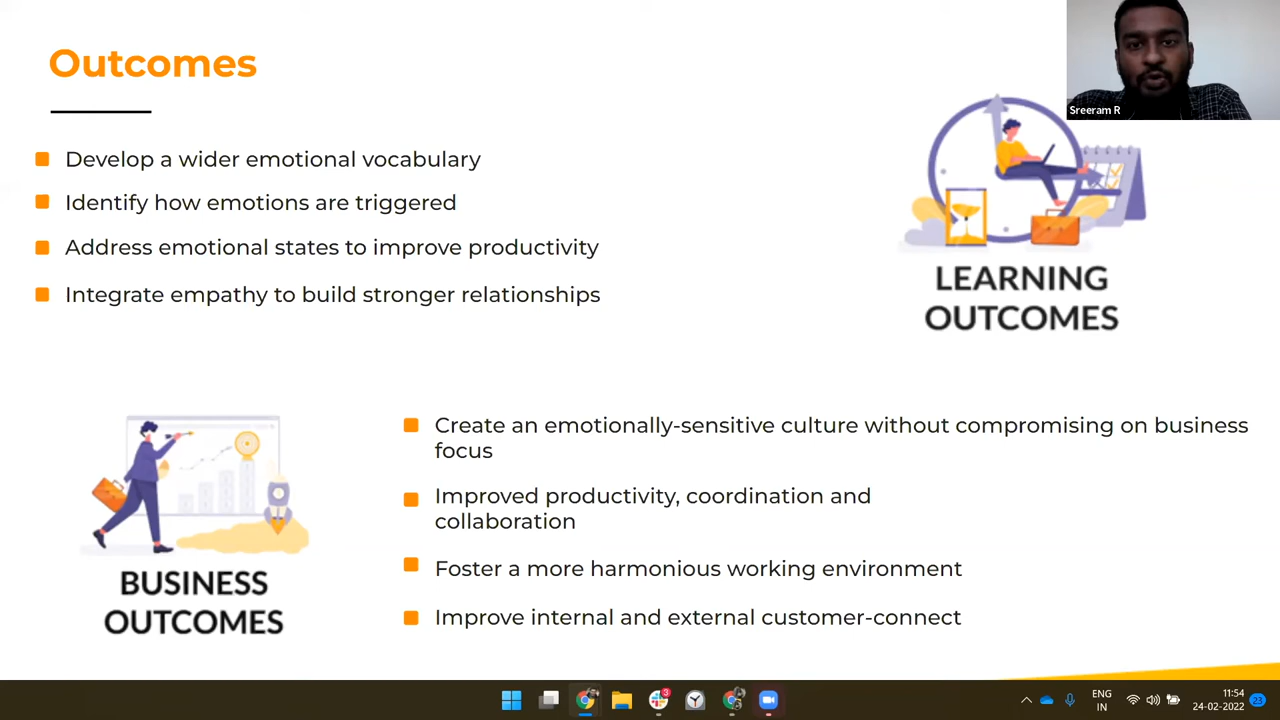 Outcomes
Sreeram R
Develop a wider emotional vocabulary
Identify how emotions are triggered
Address emotional states to improve productivity
Integrate empathy to build stronger relationships
LEARNING
OUTCOMES
Create an emotionally-sensitive culture without compromising on business
focus
Improved productivity, coordination and
collaboration
Foster a more harmonious working environment
Improve internal and external customer-connect
BUSINESS
OUTCOMES
3
ENG
IN
11:54
24-02-2022
23